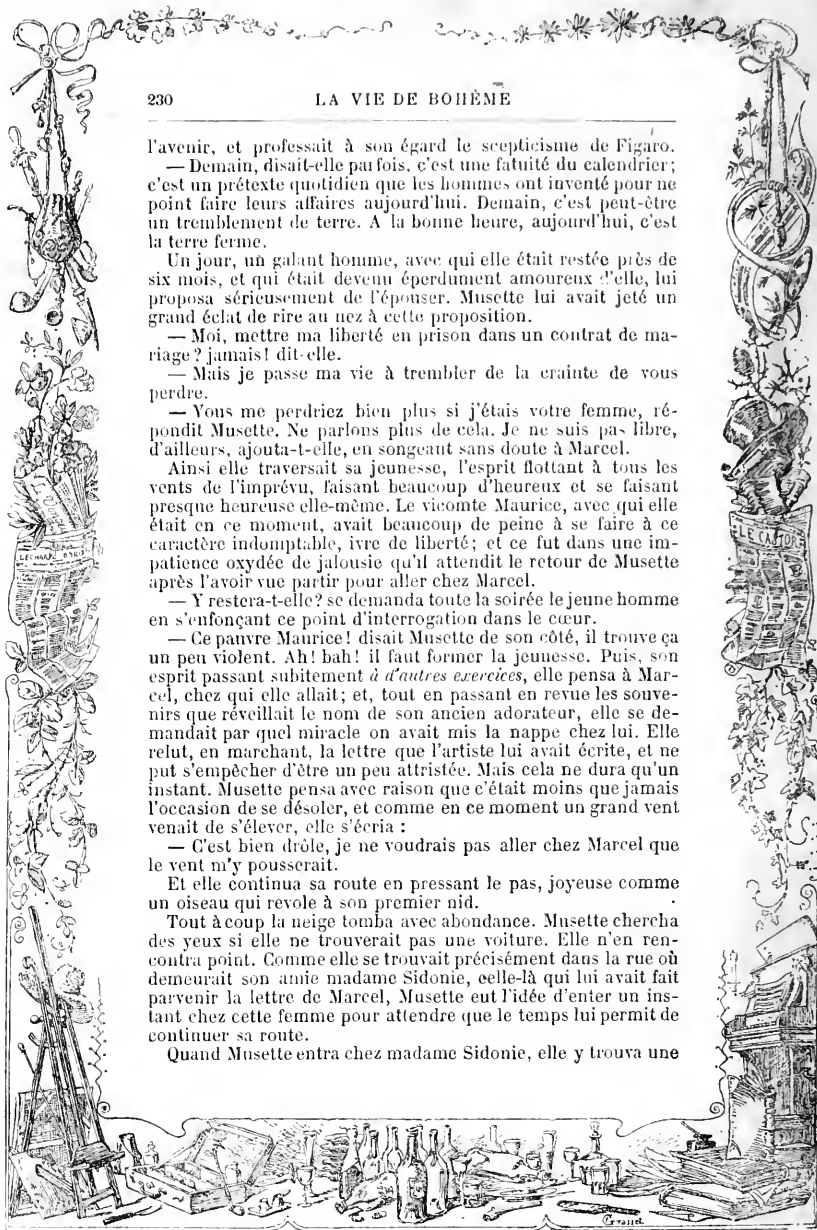 230 LA VIE DE BOHÈME
l'avenir, et professait à son égard le scepticisme de Figaro.
— Demain, disait-elle parfois, c'est une fatuité du calendrier;
c'est un prétexte quotidien que les hommes ont inventé pour ne
point faire leurs affaires aujourd'hui. Demain, c'est peut-être
un tremblement de terre. A la bonne heure, aujourd'hui, c'est
la terre ferme.
Un jour, un galant homme, avec qui elle était restée près de
six mois, et qui était devenu éperdument amoureux d'elle, lui
proposa sérieusement de l'épouser. Musette lui avait jeté un
grand éclat de rire au nez à cette proposition.
— Moi, mettre ma liberté en prison dans un contrat de ma-
riage? jamais! dit-elle.
— Mais je passe ma vie à trembler de la crainte de vous
perdre.
— Vous me perdriez bien plus si j'étais votre femme, ré-
pondit Musette. Ne parlons plus de cela. Je ne suis pas libre,
d'ailleurs, ajouta-t-elle, en songeant sans doute à Marcel.
Ainsi elle traversait sa jeunesse, l'esprit flottant à tous les
vents de l'imprévu, faisant beaucoup d'heureux et se faisant
presque heureuse elle-même. Le vicomte Maurice, avec qui elle
était en ce moment, avait beaucoup de peine à se faire à ce
caractère indomptable, ivre de liberté; et ce fut dans une im-
patience oxydée de jalousie qu'il attendit le retour de Musette
après l'avoir vue partir pour aller chez Marcel.
— Y restera-t-elle? se demanda toute la soirée le jeune homme
en s'enfonçant ce point d'interrogation dans le cœur.
— Ce pauvre Maurice! disait Musette de son côté, il trouve ça
un peu violent. Ah! bah! il faut former la jeunesse. Puis, son
esprit passant subitement à d'autres exercices, elle pensa à Mar-
cel, chez qui elle allait; et, tout en passant en revue les souve-
nirs que réveillait le nom de son ancien adorateur, elle se de-
mandait par quel miracle on avait mis la nappe chez lui. Elle
relut, en marchant, la lettre que l'artiste lui avait écrite, et ne
put s'empêcher d'être un peu attristée. Mais cela ne dura qu'un
instant. Musette pensa avec raison que c'était moins que jamais
l'occasion de se désoler, et comme en ce moment un grand vent
venait de s'élever, elle s'écria :
— C'est bien drôle, je ne voudrais pas aller chez Marcel que
le vent m'y pousserait.
Et elle continua sa route en pressant le pas, joyeuse comme
un oiseau qui revole à son premier nid.
Tout à coup la neige tomba avec abondance. Musette chercha
des yeux si elle ne trouverait pas une voiture. Elle n'en ren-
contra point. Comme elle se trouvait précisément dans la rue où
demeurait son amie madame Sidonie, celle-là qui lui avait fait
parvenir la lettre de Marcel, Musette eut l'idée d'enter un ins-
tant chez cette femme pour attendre que le temps lui permit de
continuer sa route.
Quand Musette entra chez madame Sidonie, elle y trouva une
LE CASTOR
Grasset